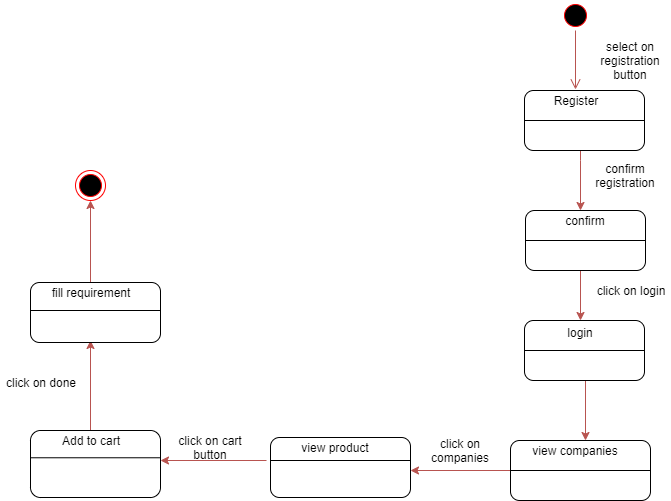 select on
registration
button
Register
confirm
registration
confirm
click on login
login
view companies
click on
companies
view product
click on cart
button
Add to cart
click on done
fill requirement